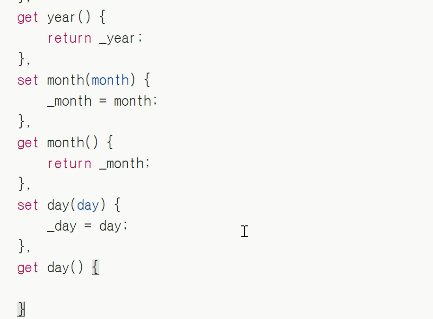 },
get year() {
return _year;
},
set month(month) {
_month = month;
},
get month() {
return _month;
},
set day(day) {
_day = day;
},
get day() {
}